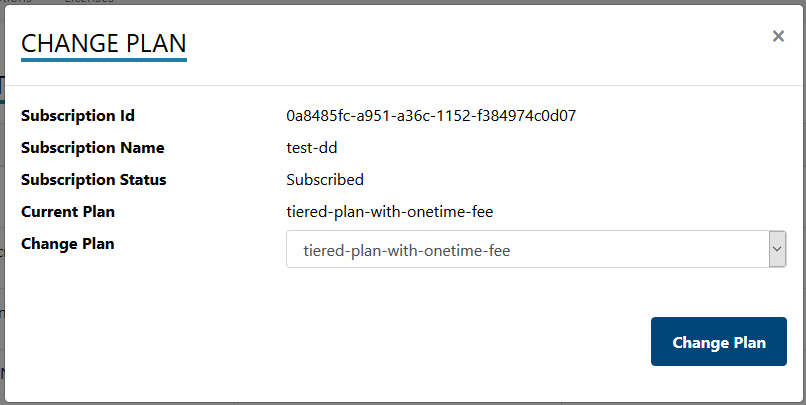 Licenses
CHANGE PLAN
×
Subscription Id 0a8485fc-a951-a36c-1152-f384974c0d07
Subscription Name test-dd
Subscription Status Subscribed
Current Plan tiered-plan-with-onetime-fee
Change Plan tiered-plan-with-onetime-fee
Change Plan